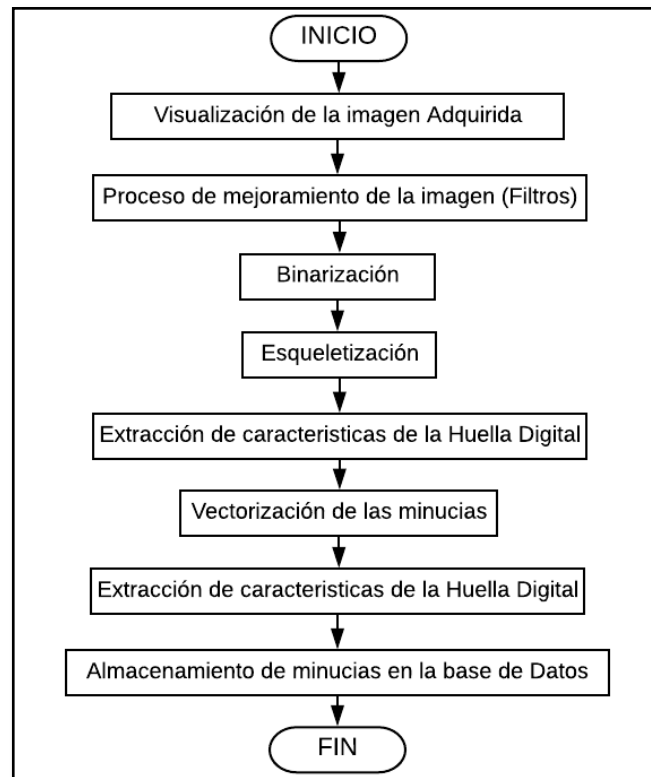 INICIO
Visualización de la imagen Adquirida
Proceso de mejoramiento de la imagen (Filtros)
Binarización
Esqueletización
Extracción de caracteristicas de la Huella Digital
Vectorización de las minucias
Extracción de caracteristicas de la Huella Digital
Almacenamiento de minucias en la base de Datos
FIN